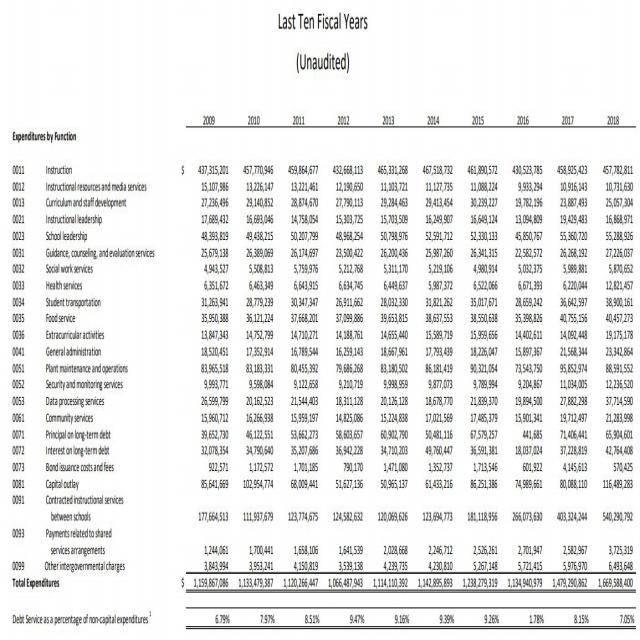 Last Ten Fiscal Years
(Unaudited)
2009 2010 2011 2012 2013 2014 2015 2016 2017 2018
Expenditures by Function
0011 Instruction $ 437,315,201 457,770,946 459,864,677 432,668,113 465,331,268 467,518,732 461,890,572 430,523,785 458,925,423 457,782,811
0012 Instructional resources and media services 15,107,986 13,226,147 13,221,461 12,190,650 11,103,721 11,127,735 11,088,224 9,933,294 10,916,143 10,731,630
0013 Curriculum and staff development 27,236,496 29,140,852 28,874,670 27,790,113 29,284,463 29,413,454 30,239,227 19,782,196 23,887,493 25,057,304
0021 Instructional leadership 17,689,432 16,693,046 14,758,054 15,303,725 15,703,509 16,249,907 16,649,124 13,094,809 19,429,483 16,868,971
0023 School leadership 48,393,819 49,438,215 50,207,799 48,968,254 50,798,976 52,591,712 52,330,133 45,850,767 55,360,720 55,288,926
0031 Guidance, counseling, and evaluation services 25,679,138 26,389,069 26,174,697 23,500,422 26,200,436 25,987,260 26,341,315 22,582,572 26,268,192 27,226,037
0032 Social work services 4,943,527 5,508,813 5,759,976 5,212,768 5,311,170 5,219,106 4,980,914 5,032,375 5,989,881 5,870,652
0033 Health services 6,351,672 6,463,349 6,643,915 6,634,745 6,449,637 5,987,372 6,522,066 6,671,393 6,220,044 12,821,457
0034 Student transportation 31,263,941 28,779,239 30,347,347 26,911,662 28,032,330 31,821,262 35,017,671 28,659,242 36,642,597 38,900,161
0035 Food service 35,950,388 36,121,224 37,668,201 37,099,886 39,653,815 38,637,553 38,550,638 35,398,826 40,755,156 40,457,273
0036 Extracurricular activities 13,847,343 14,752,799 14,710,271 14,188,761 14,655,440 15,589,719 15,959,656 14,402,611 14,092,448 19,175,178
0041 General administration 18,520,451 17,352,914 16,789,544 16,259,143 18,667,961 17,793,439 18,226,047 15,897,367 21,568,344 23,342,864
0051 Plant maintenance and operations 83,965,518 83,183,331 80,455,392 79,686,268 83,180,502 86,181,419 90,321,054 73,543,750 95,852,874 88,591,552
0052 Security and monitoring services 9,993,771 9,598,084 9,122,658 9,210,719 9,998,959 9,877,073 9,789,994 9,204,867 11,034,005 12,236,520
0053 Data processing services 26,599,799 20,162,523 21,544,403 18,311,128 20,126,128 18,678,770 21,839,370 19,894,500 27,882,298 37,714,590
0061 Community services 15,960,712 16,266,938 15,959,197 14,825,086 15,224,838 17,021,569 17,485,379 15,901,341 19,712,497 21,283,998
0071 Principal on long-term debt 39,652,730 46,122,551 53,662,273 58,603,657 60,902,790 50,481,116 67,579,257 441,685 71,406,441 65,904,601
0072 Interest on long-term debt 32,078,354 34,790,640 35,207,686 36,942,228 34,710,203 49,760,447 36,591,381 18,037,024 37,228,819 42,764,408
0073 Bond issuance costs and fees 922,571 1,172,572 1,701,185 790,170 1,471,080 1,352,737 1,713,546 601,922 4,145,613 570,425
0081 Capital outlay 85,641,669 102,954,774 68,009,441 51,627,136 50,965,137 61,433,216 86,251,386 74,989,661 80,088,110 116,489,283
0091 Contracted instructional services
between schools 177,664,513 111,937,679 123,774,675 124,582,632 120,069,626 123,694,773 181,118,956 266,073,630 403,324,244 540,290,792
0093 Payments related to shared
services arrangements 1,244,061 1,700,441 1,658,106 1,641,539 2,028,668 2,246,712 2,526,261 2,701,947 2,582,967 3,725,319
0099 Other intergovernmental charges 3,843,994 3,953,241 4,150,819 3,539,138 4,239,735 4,230,810 5,267,148 5,721,415 5,976,970 6,493,648
Total Expenditures $ 1,159,867,086 1,133,479,387 1,120,266,447 1,066,487,943 1,114,110,392 1,142,895,893 1,238,279,319 1,134,940,979 1,479,290,862 1,669,588,400
Debt Service as a percentage of non-capital expenditures 1 6.79% 7.97% 8.51% 9.47% 9.16% 9.39% 9.26% 1.78% 8.15% 7.05%